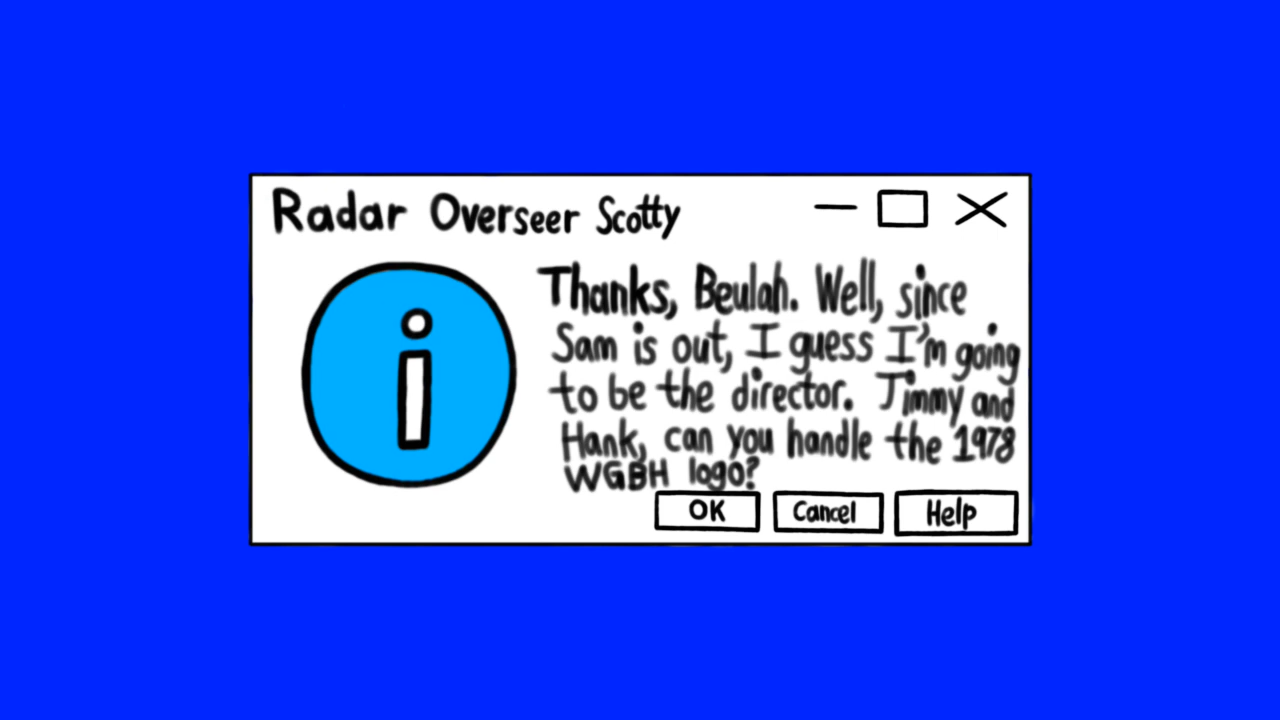 Radar Overseer Scotty
Thanks, Beulah. Well, since
Sam is out, I guess I'm going
to be the director. Jimmy and
Hank, can you handle the 1978
WGBH logo?
OK Cancel Help